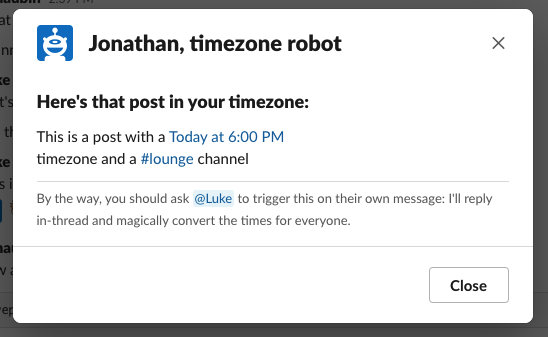 Jonathan, timezone robot
Here's that post in your timezone:
This is a post with a Today at 6:00 PM
timezone and a #lounge channel
By the way, you should ask @Luke to trigger this on their own message: I'll reply
in-thread and magically convert the times for everyone.
Close